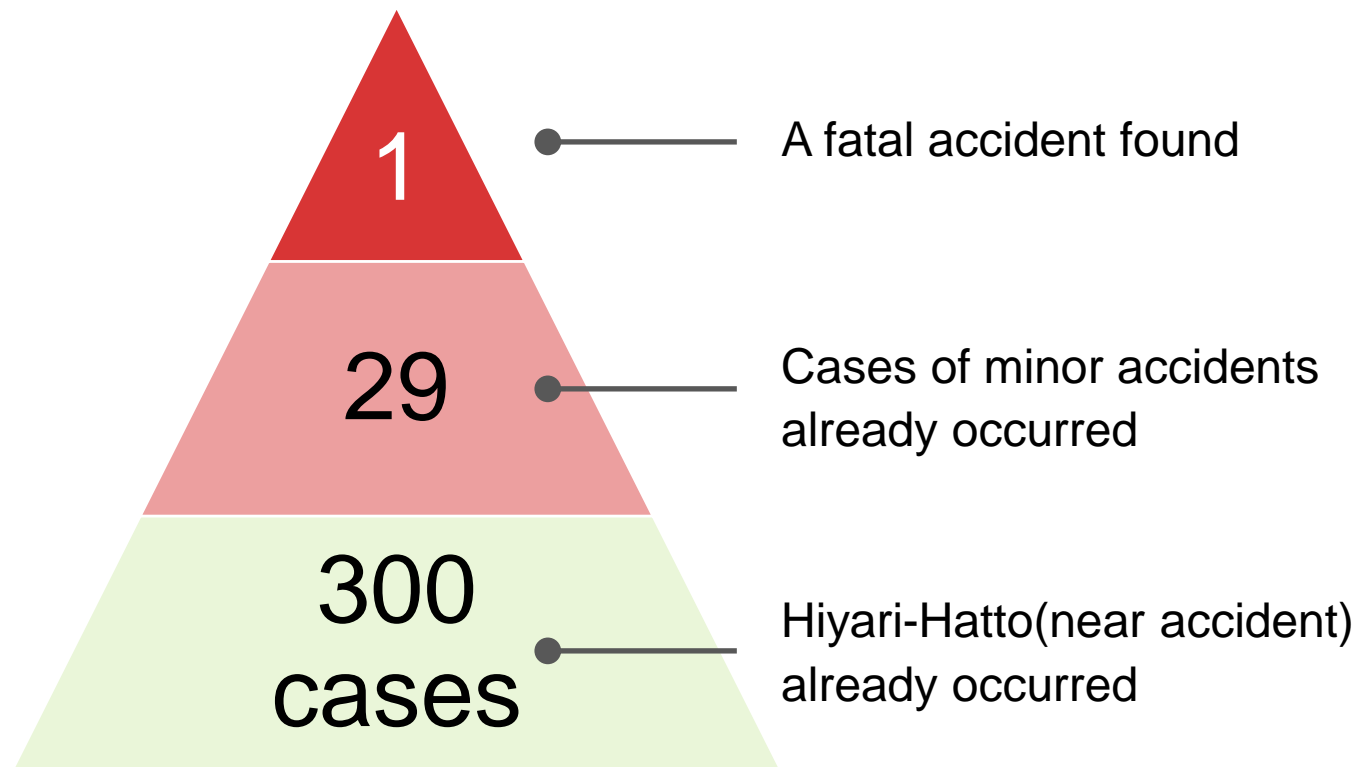 1
A fatal accident found
29
Cases of minor accidents
already occurred
300
cases
Hiyari-Hatto(near accident)
already occurred